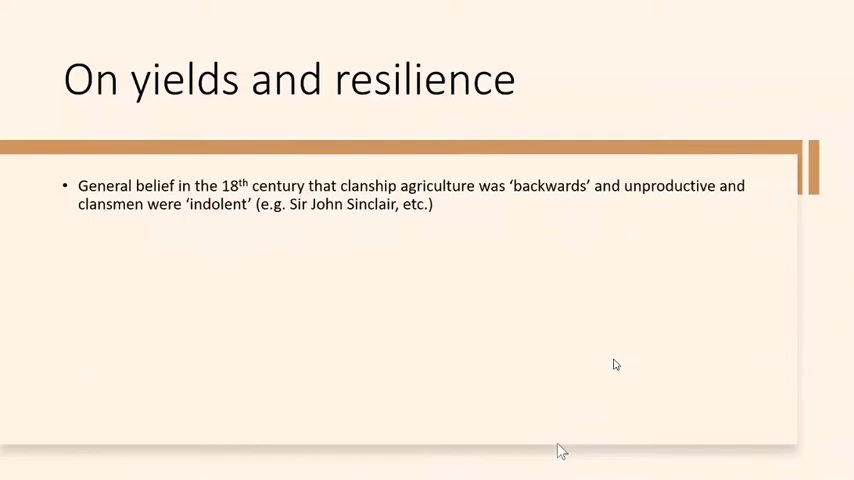 On yields and resilience
• General belief in the 18th century that clanship agriculture was ‘backwards’ and unproductive and
clansmen were ‘indolent’ (e.g. Sir John Sinclair, etc.)